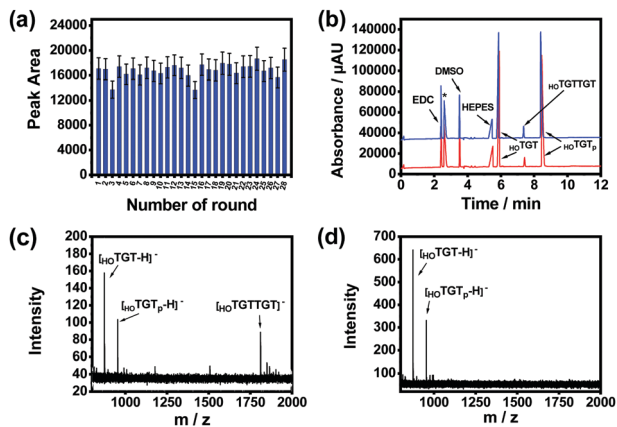 (a)
Peak Area
24000
20000
16000
12000
8000
4000
0
1 2 3 4 5 6 7 8 9 10 11 12 13 14 15 16 17 18 19 20 21 22 23 24 25 26 27 28
Number of round
(b)
Absorbance / µAU
140000
120000
100000
80000
60000
40000
20000
0
EDC
*
DMSO
HEPES
HOTGTTGT
HOTGT
HOTGTp
0 2 4 6 8 10 12
Time / min
(c)
Intensity
200
180
160
140
120
100
80
60
40
20
[HOTGT-H]-
[HOTGTp-H]-
[HOTGTTGT]-
1000 1250 1500 1750 2000
m / z
(d)
Intensity
700
600
500
400
300
200
100
0
[HOTGT-H]-
[HOTGTp-H]-
1000 1250 1500 1750 2000
m / z